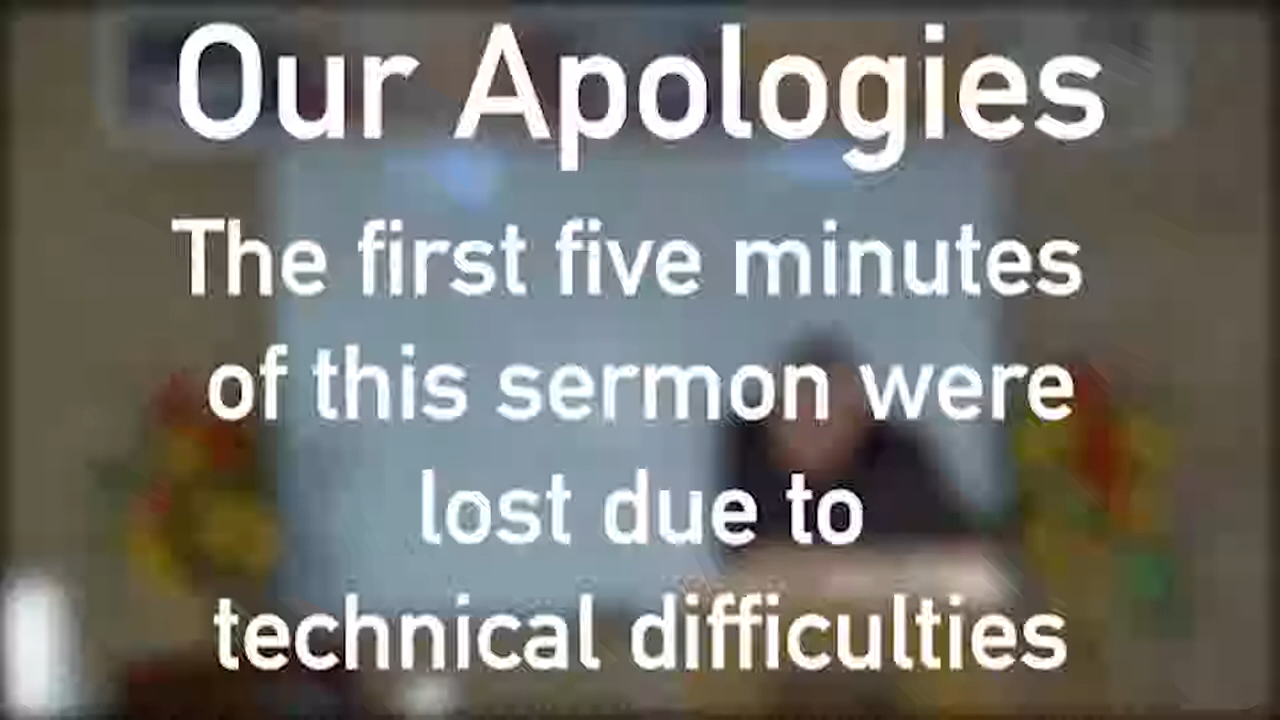 Our Apologies
The first five minutes
of this sermon were
lost due to
technical difficulties